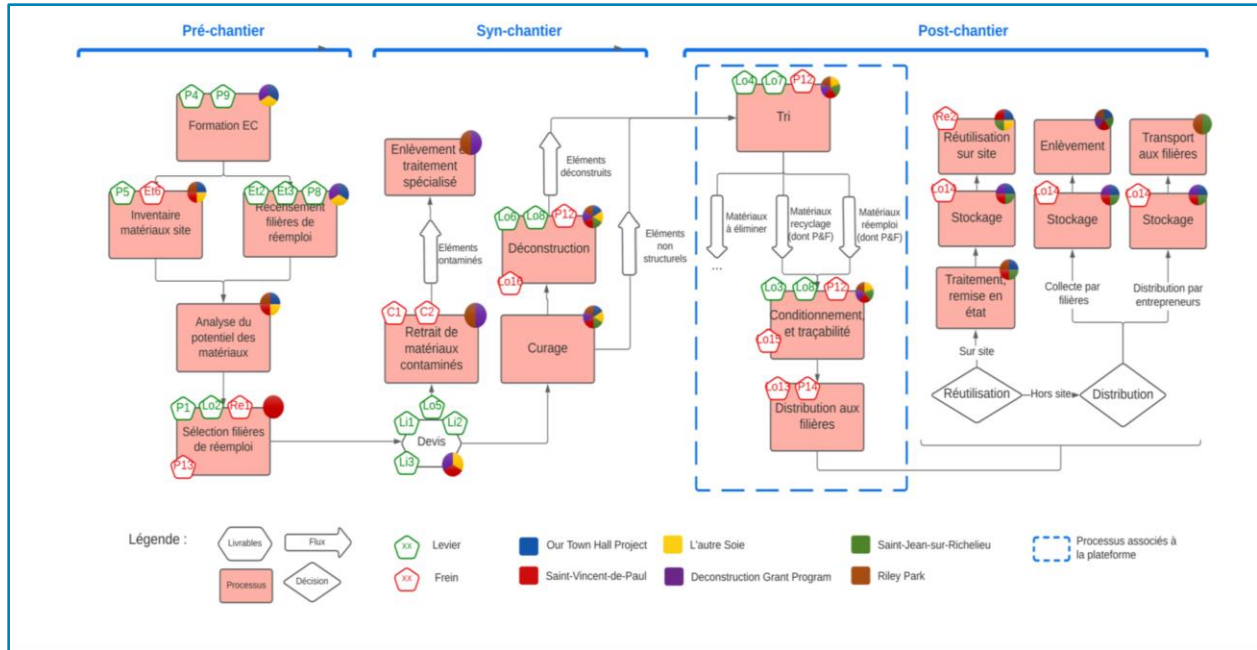 Pré-chantier
Syn-chantier
Post-chantier
P4
P9
Formation EC
P5
Et6
Inventaire
matériaux site
Et2
Et3
P8
Recensement
filières de
réemploi
Analyse du
potentiel des
matériaux
P1
Lo2
Re1
Sélection filières
de réemploi
P13
Enlèvement
traitement
spécialisé
Eléments
contaminés
C1
C2
Retrait de
matériaux
contaminés
Lo5
Li1
Li2
Devis
Li3
Eléments
déconstruits
Lo6
Lo8
P12
Déconstruction
Lo16
Curage
Eléments
non
structurels
Lo4
Lo7
P12
Tri
Matériaux
à éliminer
...
Matériaux
recyclage
(dont P&F)
Matériaux
réemploi
(dont P&F)
Lo3
Lo8
P12
Conditionnement
et traçabilité
Lo15
Lo13
P14
Distribution aux
filières
Re2
Réutilisation
sur site
Lo14
Stockage
Traitement,
remise en
état
Sur site
Réutilisation
Hors site
Enlèvement
Lo14
Stockage
Collecte par
filières
Transport
aux filières
Lo14
Stockage
Distribution par
entrepreneurs
Distribution
Légende :
Livrables
Flux
Processus
Décision
XX
Levier
XX
Frein
Our Town Hall Project
Saint-Vincent-de-Paul
L'autre Soie
Deconstruction Grant Program
Saint-Jean-sur-Richelieu
Riley Park
Processus associés à
la plateforme